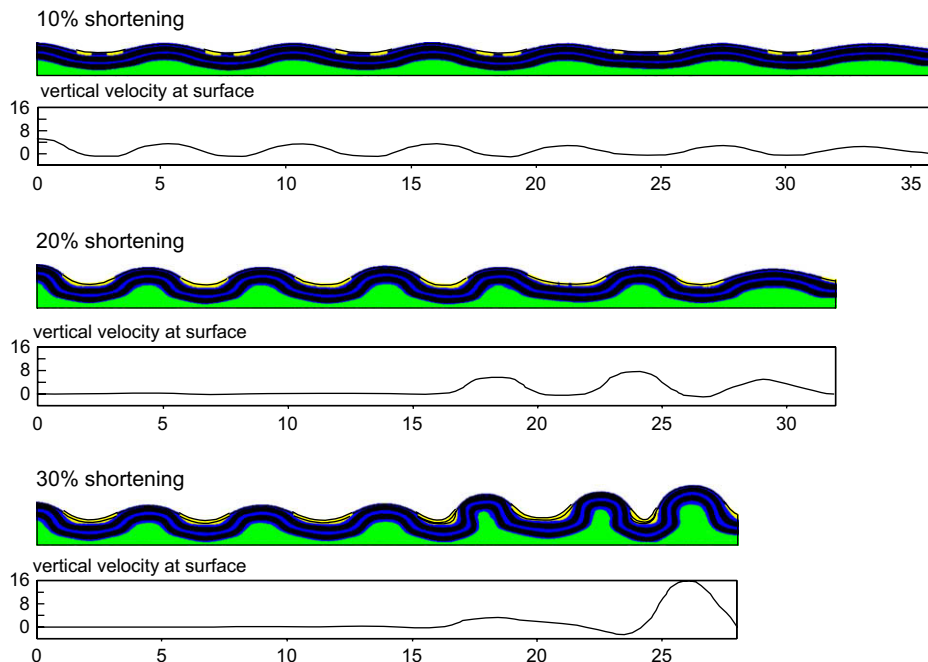 10% shortening
vertical velocity at surface
16
8
0
0 5 10 15 20 25 30 35
20% shortening
vertical velocity at surface
16
8
0
0 5 10 15 20 25 30
30% shortening
vertical velocity at surface
16
8
0
0 5 10 15 20 25